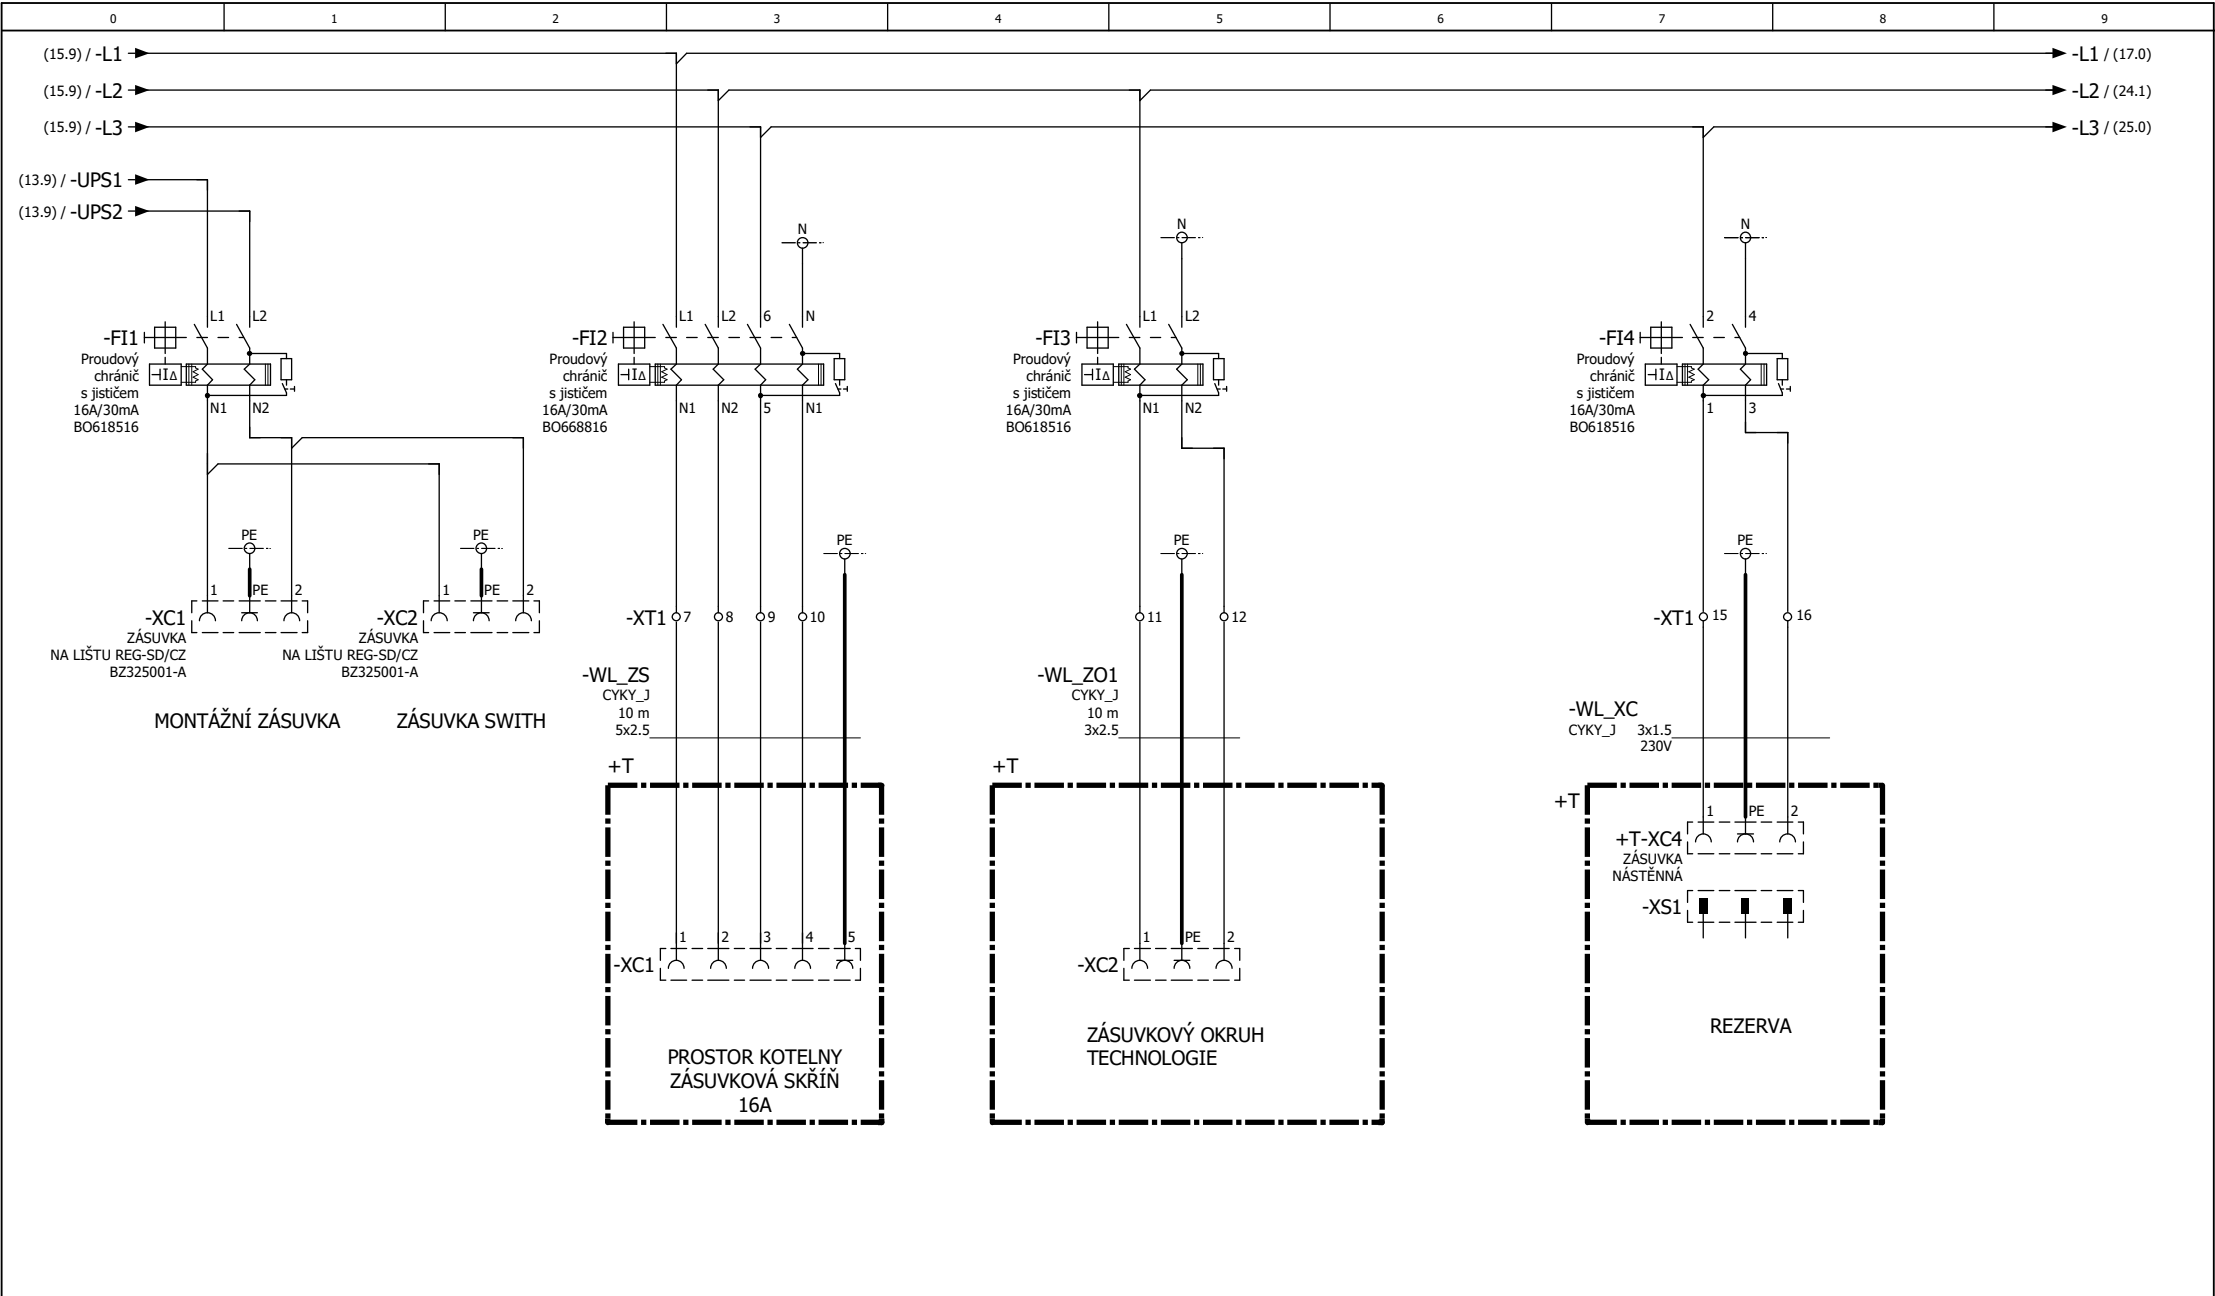 0 1 2 3 4 5 6 7 8 9
(15.9) / -L1
-L1 / (17.0)
(15.9) / -L2
-L2 / (24.1)
(15.9) / -L3
-L3 / (25.0)
(13.9) / -UPS1
(13.9) / -UPS2
N
N
N
L1 L2
-FI1
Proudový
chránič
s jističem
16A/30mA
BO618516
I∆
N1 N2
L1 L2 6 N
-FI2
Proudový
chránič
s jističem
16A/30mA
BO668816
I∆
N1 N2 5 N1
L1 L2
-FI3
Proudový
chránič
s jističem
16A/30mA
BO618516
I∆
N1 N2
2 4
-FI4
Proudový
chránič
s jističem
16A/30mA
BO618516
I∆
1 3
PE
1 PE 2
-XC1
ZÁSUVKA
NA LIŠTU REG-SD/CZ
BZ325001-A
MONTÁŽNÍ ZÁSUVKA
PE
1 PE 2
-XC2
ZÁSUVKA
NA LIŠTU REG-SD/CZ
BZ325001-A
ZÁSUVKA SWITH
PE
-XT1 7 8 9 10
-WL_ZS
CYKY_J
10 m
5x2.5
+T
1 2 3 4 5
-XC1
PROSTOR KOTELNY
ZÁSUVKOVÁ SKŘÍŇ
16A
PE
11 12
-WL_ZO1
CYKY_J
10 m
3x2.5
+T
1 PE 2
-XC2
ZÁSUVKOVÝ OKRUH
TECHNOLOGIE
PE
-XT1 15 16
-WL_XC
CYKY_J 3x1.5
230V
+T
1 PE 2
+T-XC4
ZÁSUVKA
NÁSTĚNNÁ
-XS1
REZERVA